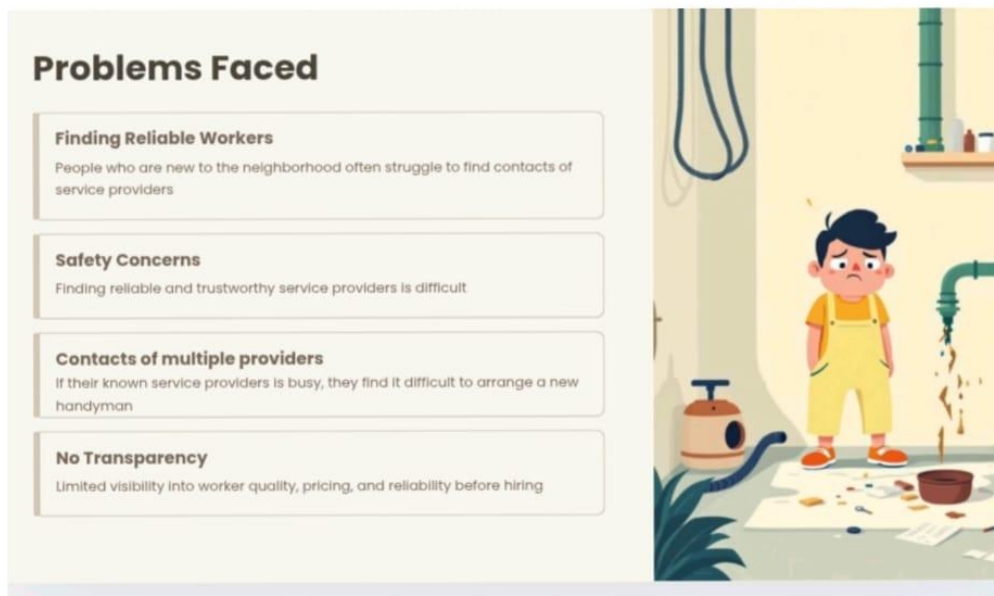 Problems Faced
Finding Reliable Workers
People who are new to the neighborhood often struggle to find contacts of
service providers
Safety Concerns
Finding reliable and trustworthy service providers is difficult
Contacts of multiple providers
If their known service providers is busy, they find it difficult to arrange a new
handyman
No Transparency
Limited visibility into worker quality, pricing, and reliability before hiring